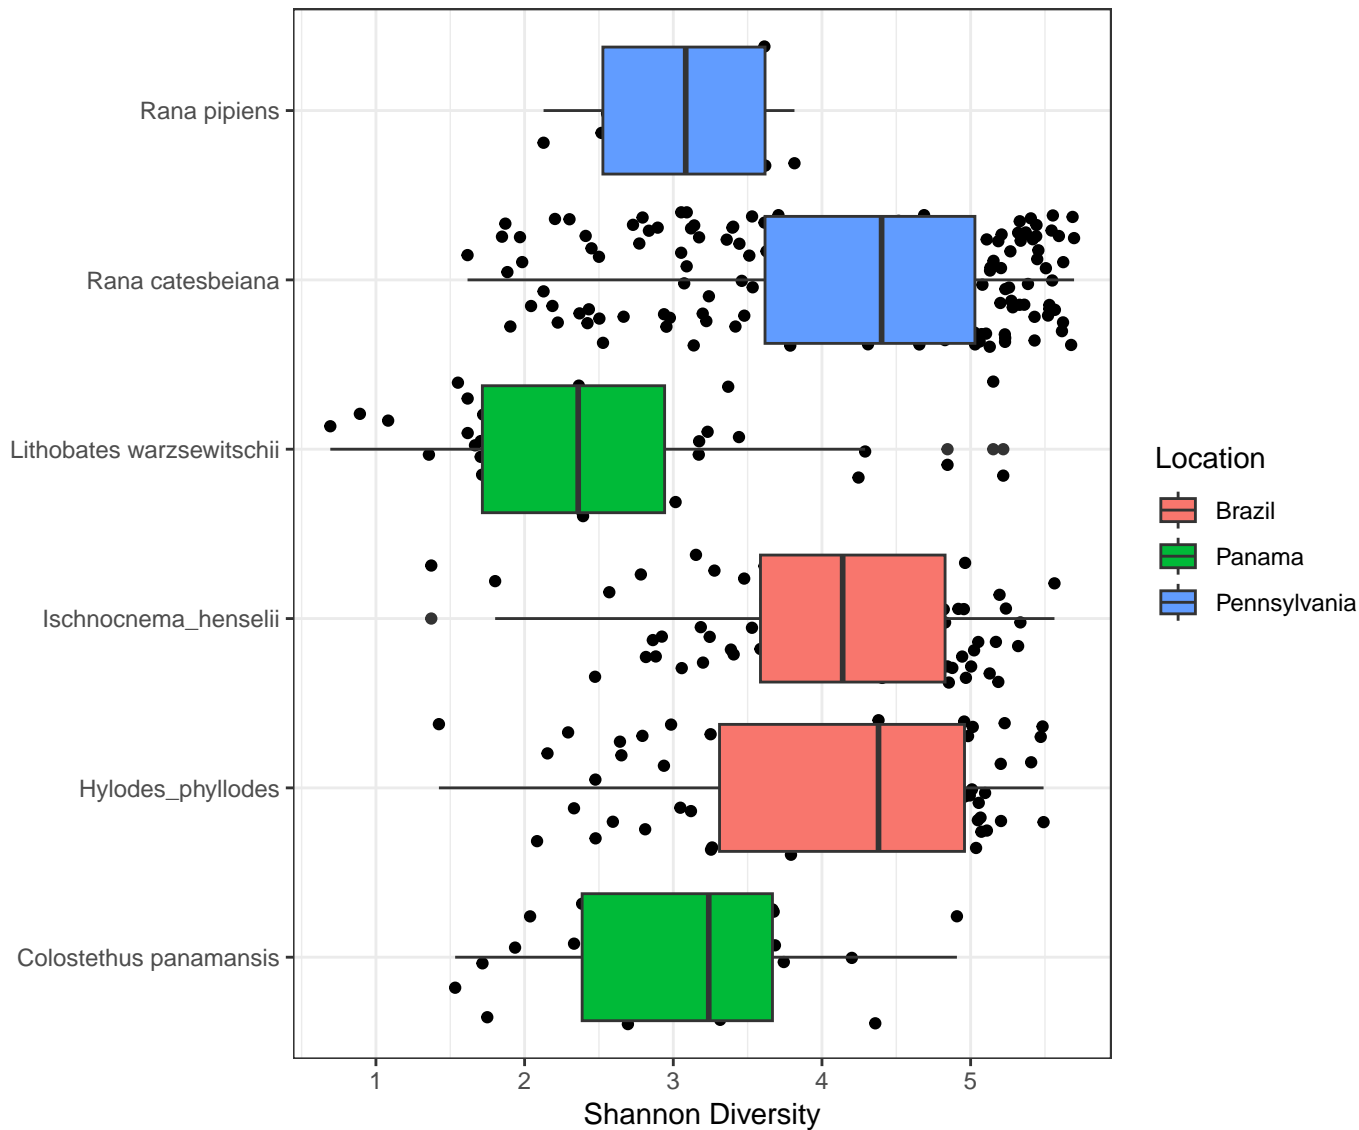 Rana pipiens
Rana catesbeiana
Lithobates warzsewitschii
Ischnocnema_henselii
Hylodes_phyllodes
Colostethus panamansis
1 2 3 4 5
Shannon Diversity
Location
Brazil
Panama
Pennsylvania